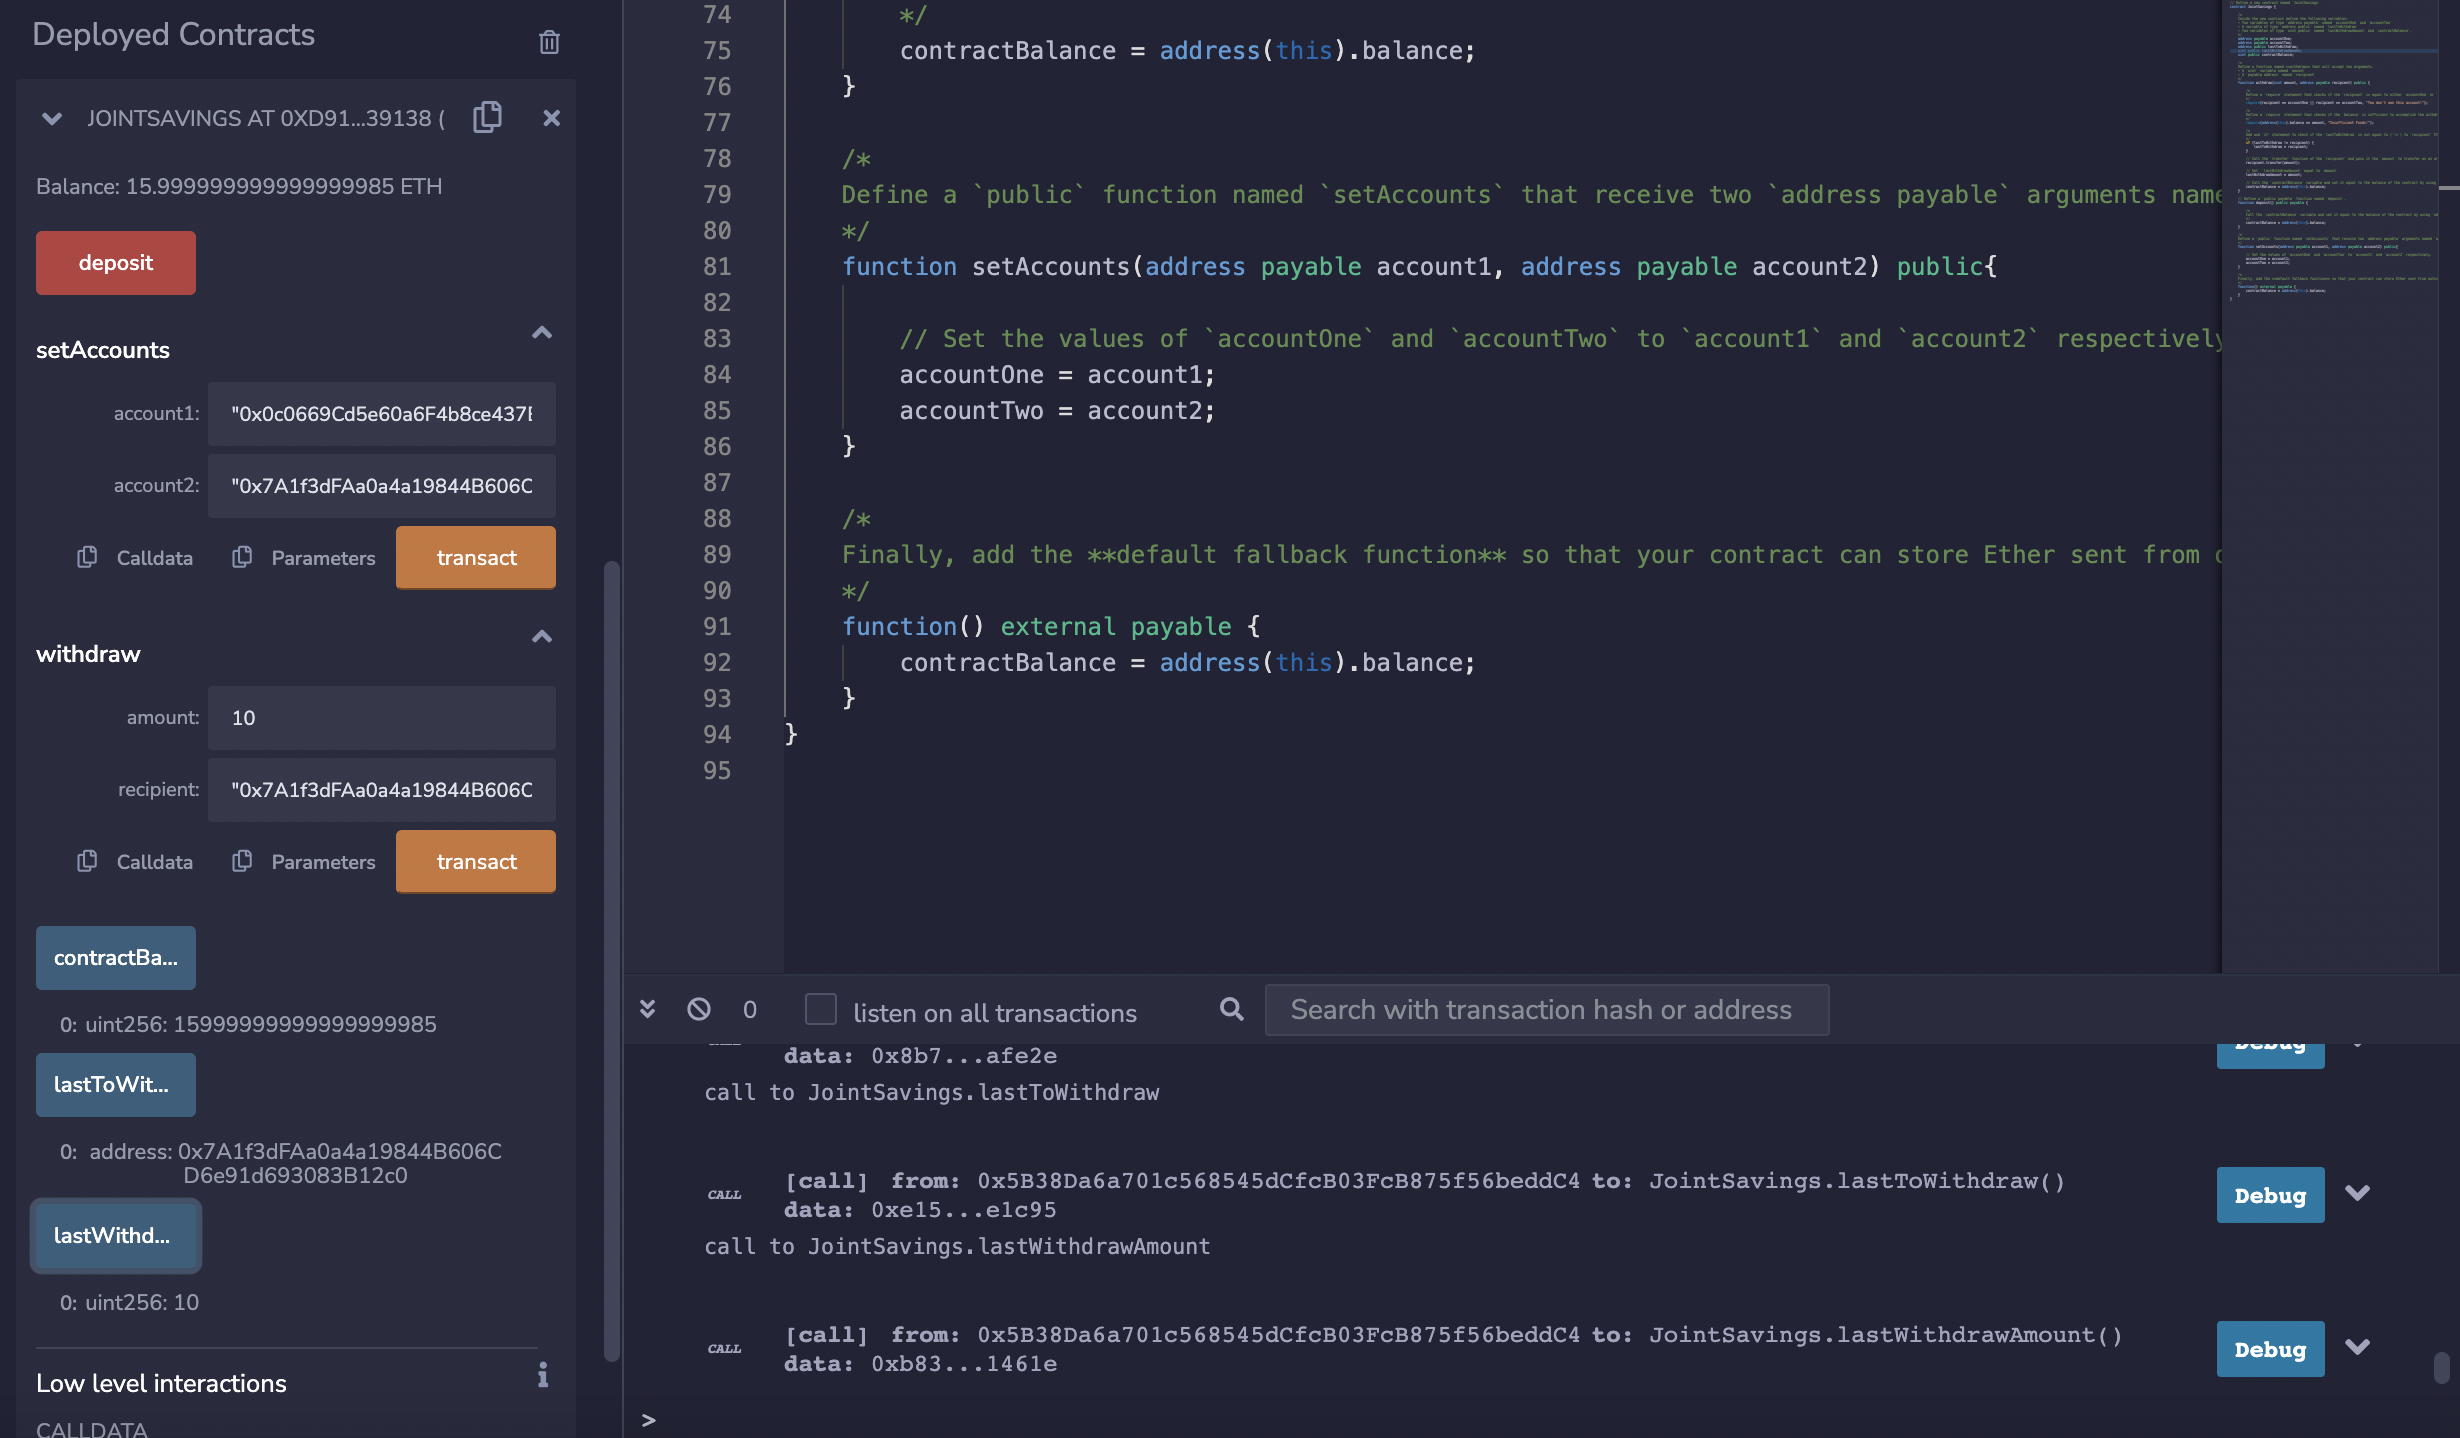 Deployed Contracts
JOINTSAVINGS AT 0XD91...39138 (
Balance: 15.999999999999999985 ETH
deposit
setAccounts
account1: "0x0c0669Cd5e60a6F4b8ce437E
account2: "0x7A1f3dFAa0a4a19844B606C
Calldata Parameters transact
withdraw
amount: 10
recipient: "0x7A1f3dFAa0a4a19844B606C
Calldata Parameters transact
contractBa...
0: uint256: 15999999999999999985
lastToWit...
0: address: 0x7A1f3dFAa0a4a19844B606C
D6e91d693083B12c0
lastWithd...
0: uint256: 10
Low level interactions
CALLDATA
74 */
75 contractBalance = address(this).balance;
76 }
77
78 /*
79 Define a `public` function named `setAccounts` that receive two `address payable` arguments name
80 */
81 function setAccounts(address payable account1, address payable account2) public{
82
83 // Set the values of `accountOne` and `accountTwo` to `account1` and `account2` respectively
84 accountOne = account1;
85 accountTwo = account2;
86 }
87
88 /*
89 Finally, add the **default fallback function** so that your contract can store Ether sent from
90 */
91 function() external payable {
92 contractBalance = address(this).balance;
93 }
94 }
95
0 listen on all transactions Search with transaction hash or address
data: 0x8b7...afe2e Debug
call to JointSavings.lastToWithdraw
CALL [call] from: 0x5B38Da6a701c568545dCfcB03FcB875f56beddC4 to: JointSavings.lastToWithdraw() Debug
data: 0xe15...e1c95
call to JointSavings.lastWithdrawAmount
CALL [call] from: 0x5B38Da6a701c568545dCfcB03FcB875f56beddC4 to: JointSavings.lastWithdrawAmount() Debug
data: 0xb83...1461e
>